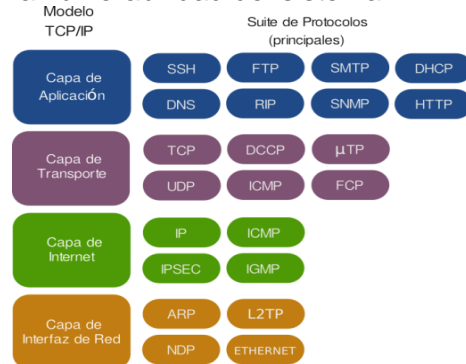 Modelo
TCP/IP
Suite de Protocolos
(principales)
Capa de
Aplicación
SSH
FTP
SMTP
DHCP
DNS
RIP
SNMP
HTTP
Capa de
Transporte
TCP
DCCP
µTP
UDP
ICMP
FCP
Capa de
Internet
IP
ICMP
IPSEC
IGMP
Capa de
Interfaz de Red
ARP
L2TP
NDP
ETHERNET